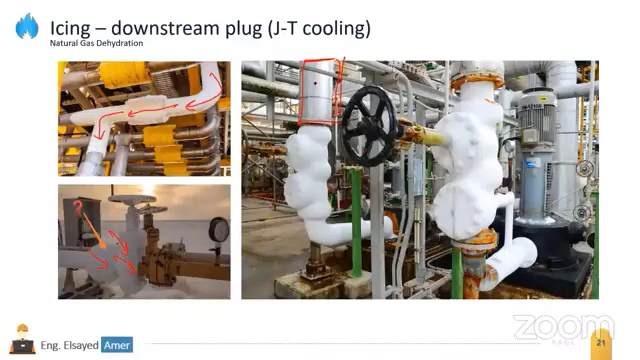 Icing – downstream plug (J-T cooling)
Natural Gas Dehydration
?
zoom
Eng. Elsayed Amer
21